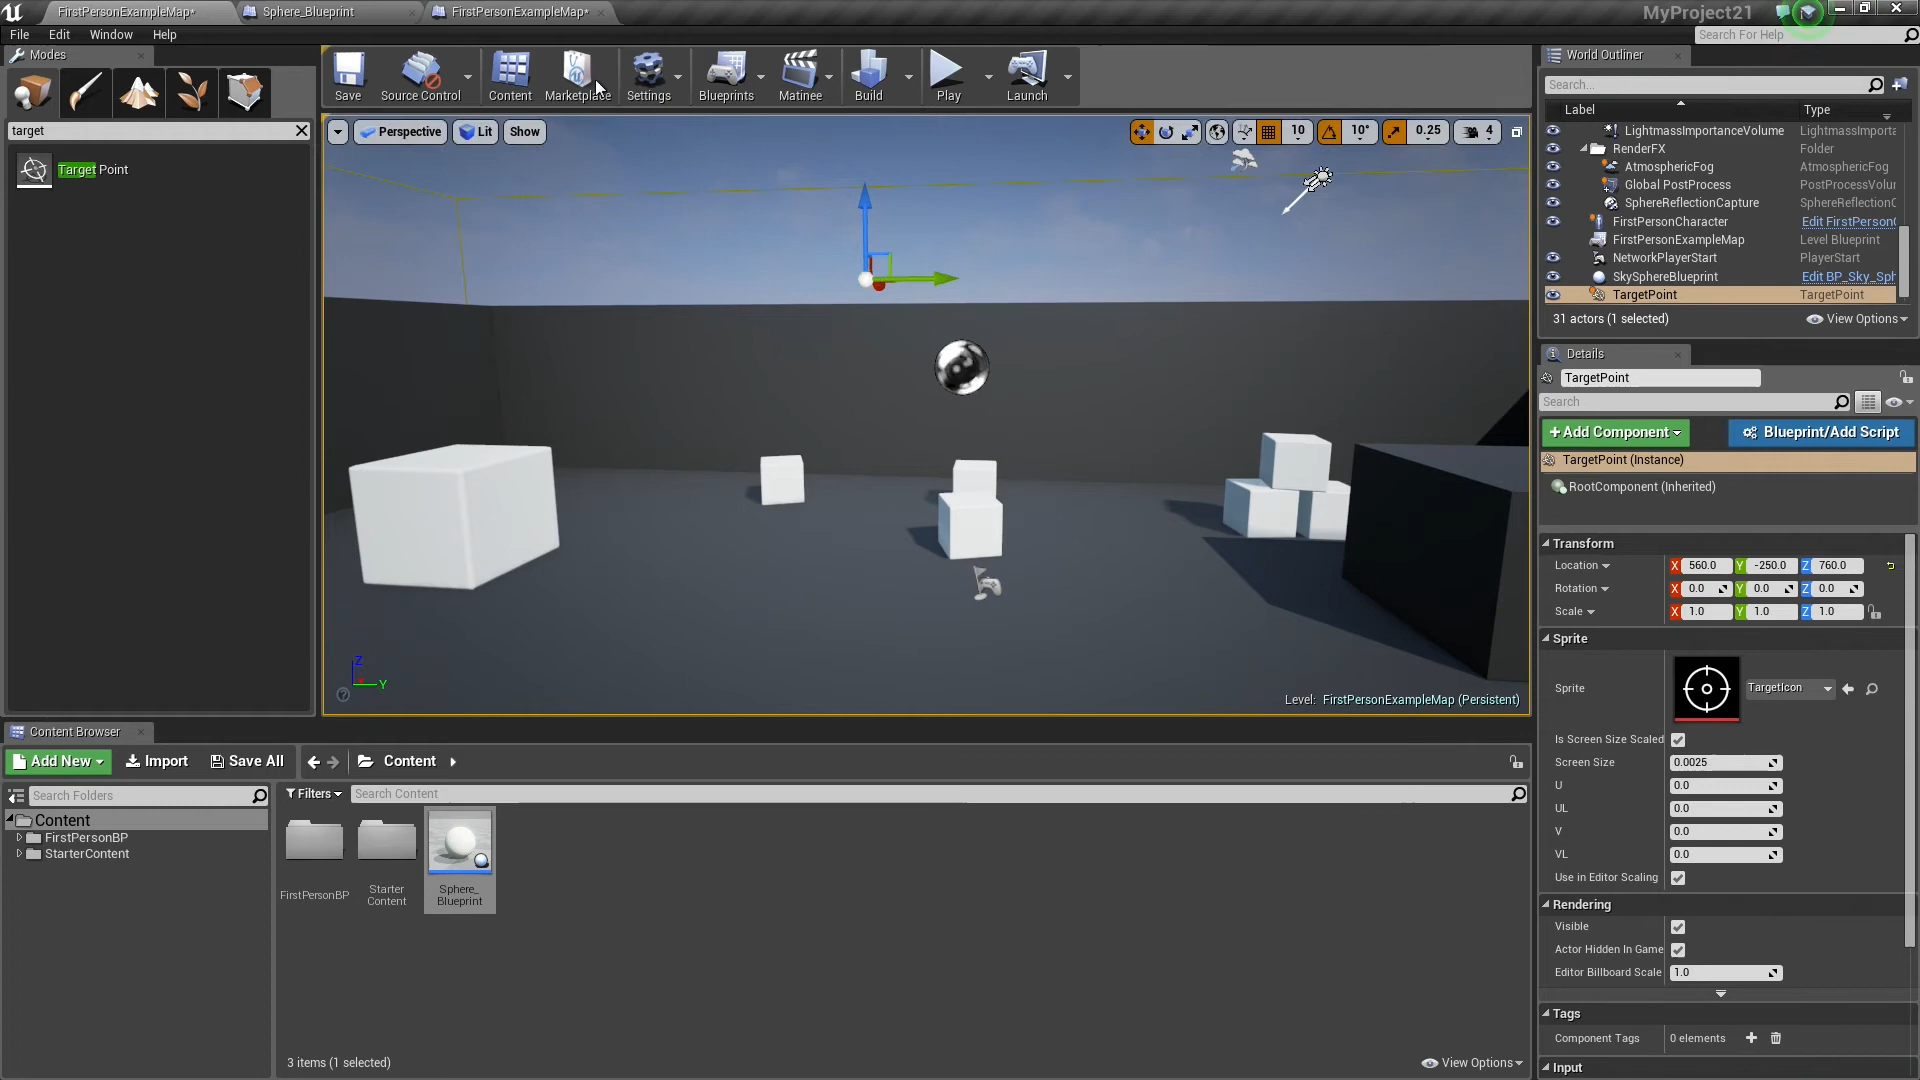 FirstPersonExampleMap*
Sphere_Blueprint
FirstPersonExampleMap*
MyProject21
File Edit Window Help
Search For Help
Modes
Save Source Control Content Marketplace Settings Blueprints Matinee Build Play Launch
World Outliner
Search...
Label Type
target
Target Point
Perspective Lit Show
10 10° 0.25 4
LightmassImportanceVolume Lightmassimporta
RenderFX Folder
AtmosphericFog AtmosphericFog
Global PostProcess PostProcessVolur
SphereReflectionCapture SphereReflectionC
FirstPersonCharacter Edit FirstPerson
FirstPersonExampleMap Level Blueprint
NetworkPlayerStart PlayerStart
SkySphereBlueprint Edit BP_Sky_Sph
TargetPoint TargetPoint
31 actors (1 selected) View Options
Details
TargetPoint
Search
+ Add Component Blueprint/Add Script
TargetPoint (Instance)
RootComponent (Inherited)
Transform
Location X 560.0 Y -250.0 Z 760.0
Rotation X 0.0 Y 0.0 Z 0.0
Scale X 1.0 Y 1.0 Z 1.0
Sprite
Sprite TargetIcon
Is Screen Size Scaled
Screen Size 0.0025
U 0.0
UL 0.0
V 0.0
VL 0.0
Use in Editor Scaling
Rendering
Visible
Actor Hidden In Game
Editor Billboard Scale 1.0
Tags
Component Tags 0 elements
Input
Z
Y
Level: FirstPersonExampleMap (Persistent)
Content Browser
Add New Import Save All Content
Search Folders
Filters Search Content
Content
FirstPersonBP
StarterContent
FirstPersonBP
Starter
Content
Sphere_
Blueprint
3 items (1 selected) View Options